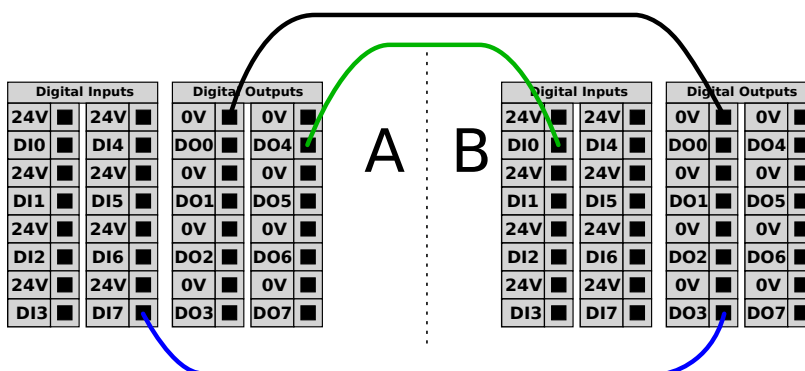 Digital Inputs Digital Outputs Digital Inputs Digital Outputs
24V 24V 0V 0V 24V 24V 0V 0V
DI0 DI4 DO0 DO4 A B DI0 DI4 DO0 DO4
24V 24V 0V 0V 24V 24V 0V 0V
DI1 DI5 DO1 DO5 DI1 DI5 DO1 DO5
24V 24V 0V 0V 24V 24V 0V 0V
DI2 DI6 DO2 DO6 DI2 DI6 DO2 DO6
24V 24V 0V 0V 24V 24V 0V 0V
DI3 DI7 DO3 DO7 DI3 DI7 DO3 DO7